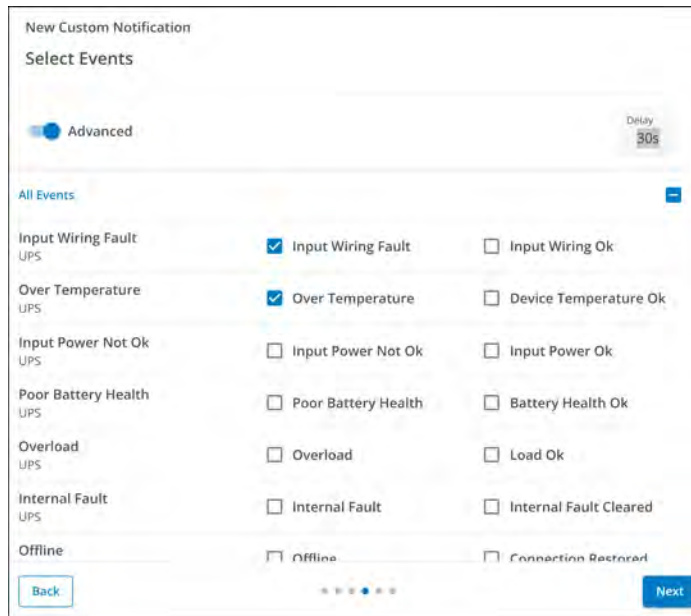 New Custom Notification
Select Events
Advanced
Delay
30s
All Events
Input Wiring Fault
UPS
Input Wiring Fault
Input Wiring Ok
Over Temperature
UPS
Over Temperature
Device Temperature Ok
Input Power Not Ok
UPS
Input Power Not Ok
Input Power Ok
Poor Battery Health
UPS
Poor Battery Health
Battery Health Ok
Overload
UPS
Overload
Load Ok
Internal Fault
UPS
Internal Fault
Internal Fault Cleared
Offline
Offline
Connection Restored
Back
Next